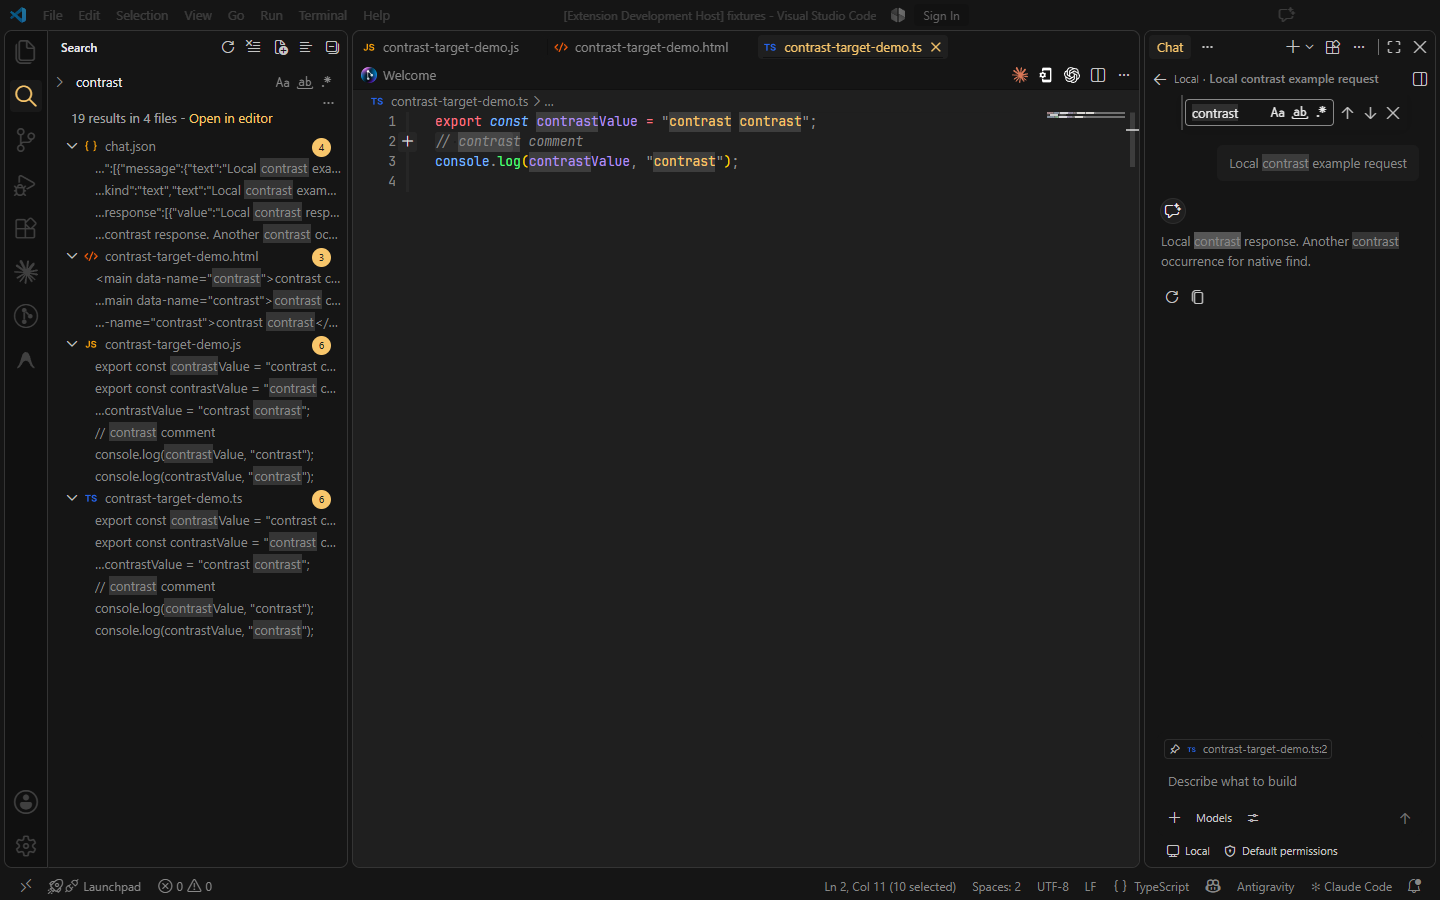 File Edit Selection View Go Run Terminal Help
[Extension Development Host] fixtures - Visual Studio Code
Sign In
Search
contrast
Aa ab .*
19 results in 4 files - Open in editor
{ } chat.json 4
...":[{"message":{"text":"Local contrast exa...
...kind":"text","text":"Local contrast exam...
...response":[{"value":"Local contrast resp...
...contrast response. Another contrast oc...
contrast-target-demo.html 3
<main data-name="contrast">contrast c...
...main data-name="contrast">contrast c...
...-name="contrast">contrast contrast</...
JS contrast-target-demo.js 6
export const contrastValue = "contrast c...
export const contrastValue = "contrast c...
...contrastValue = "contrast contrast";
// contrast comment
console.log(contrastValue, "contrast");
console.log(contrastValue, "contrast");
TS contrast-target-demo.ts 6
export const contrastValue = "contrast c...
export const contrastValue = "contrast c...
...contrastValue = "contrast contrast";
// contrast comment
console.log(contrastValue, "contrast");
console.log(contrastValue, "contrast");
JS contrast-target-demo.js
contrast-target-demo.html
TS contrast-target-demo.ts
Welcome
TS contrast-target-demo.ts > ...
1 export const contrastValue = "contrast contrast";
2 // contrast comment
3 console.log(contrastValue, "contrast");
4
Chat
Local · Local contrast example request
contrast Aa ab .*
Local contrast example request
Local contrast response. Another contrast
occurrence for native find.
TS contrast-target-demo.ts:2
Describe what to build
Models
Local Default permissions
Launchpad 0 0
Ln 2, Col 11 (10 selected) Spaces: 2 UTF-8 LF { } TypeScript Antigravity Claude Code